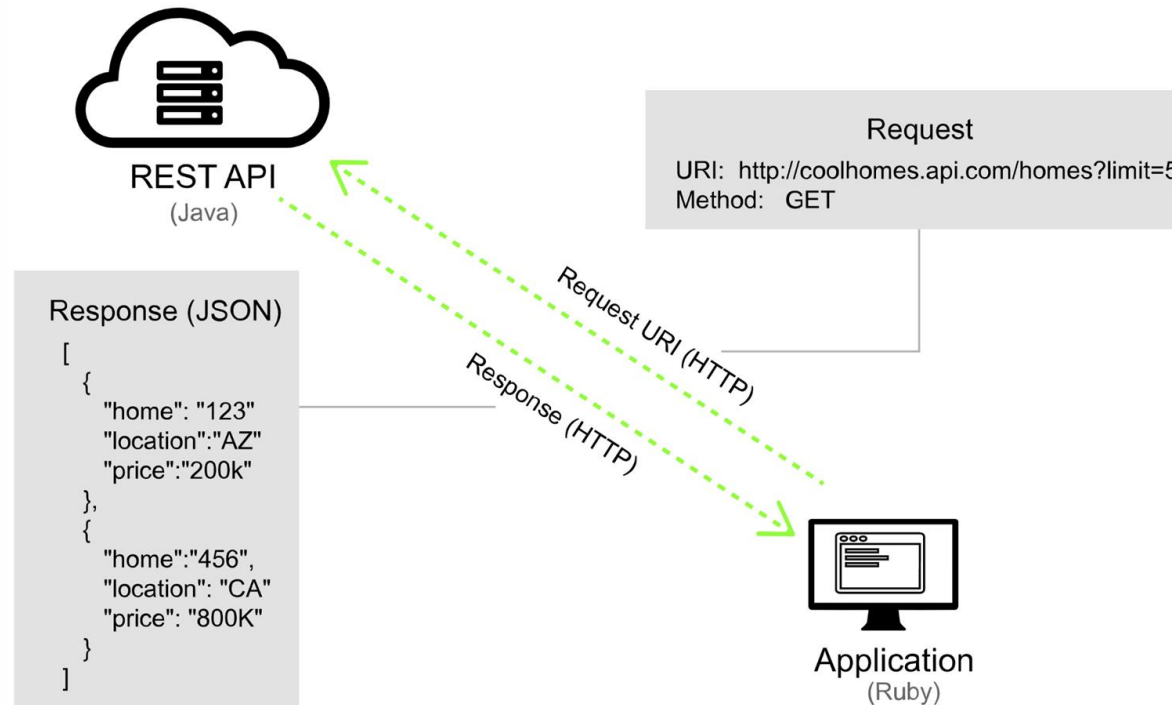 REST API
(Java)
Request
URI: http://coolhomes.api.com/homes?limit=5
Method: GET
Request URI (HTTP)
Response (HTTP)
Response (JSON)
[
{
"home": "123"
"location":"AZ"
"price":"200k"
},
{
"home":"456",
"location": "CA"
"price": "800K"
}
]
Application
(Ruby)